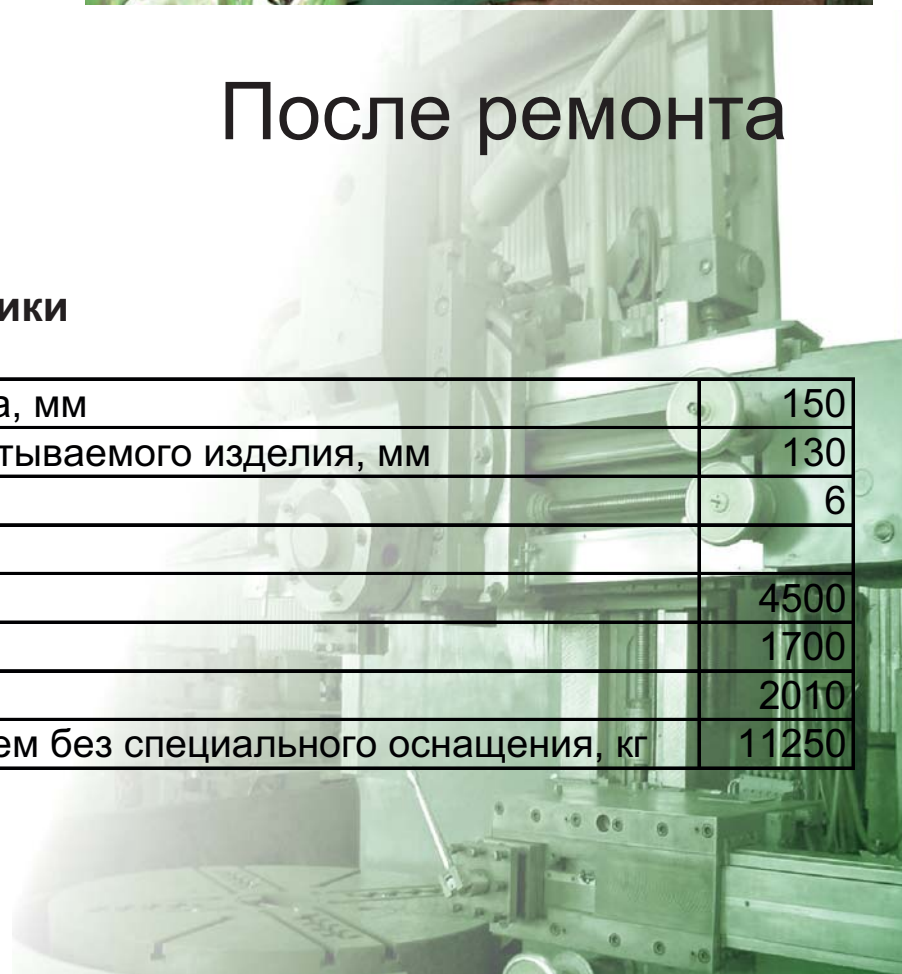 После ремонта
ики
а, мм 150
тываемого изделия, мм 130
6
4500
1700
2010
ем без специального оснащения, кг 11250